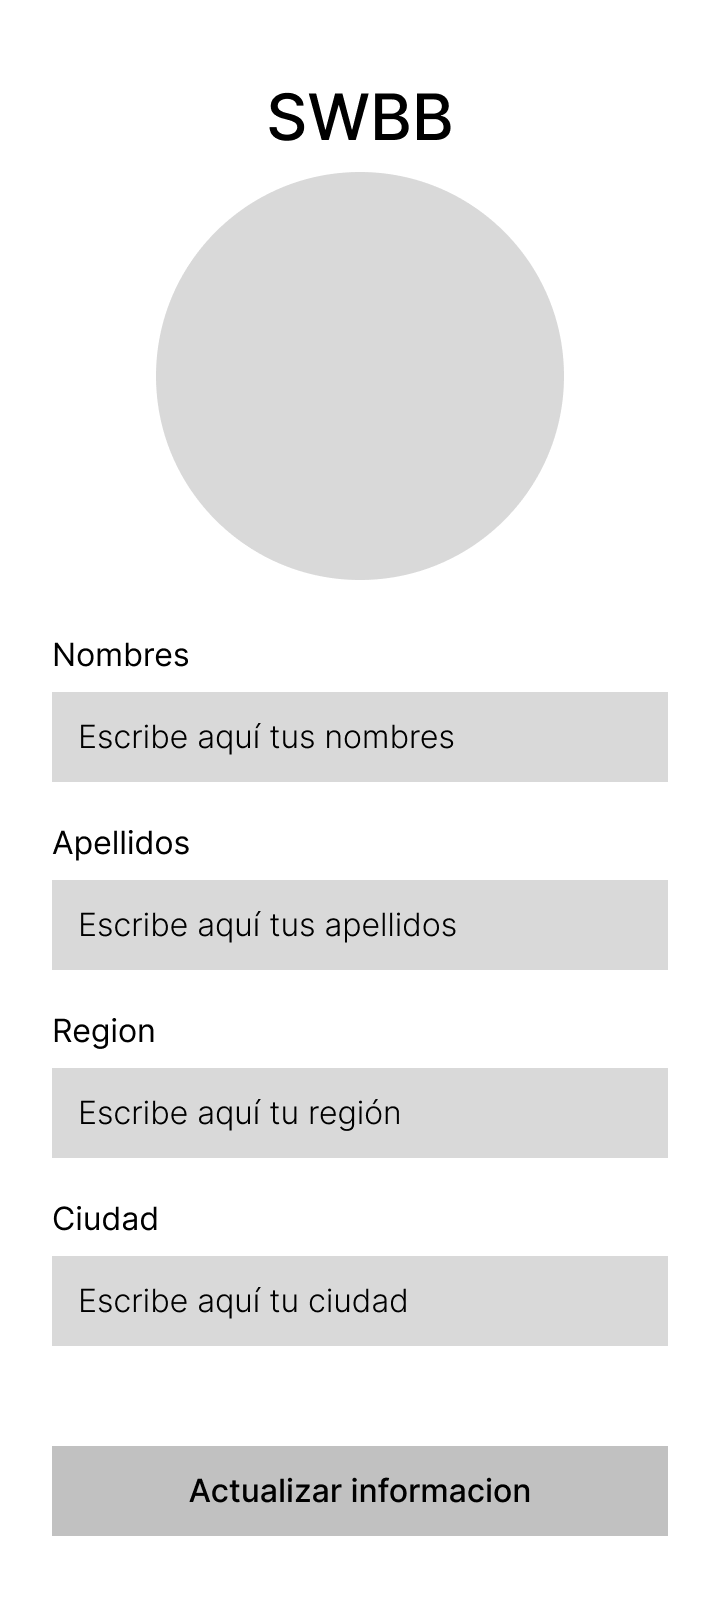 SWBB
Nombres
Escribe aquí tus nombres
Apellidos
Escribe aquí tus apellidos
Region
Escribe aquí tu región
Ciudad
Escribe aquí tu ciudad
Actualizar informacion